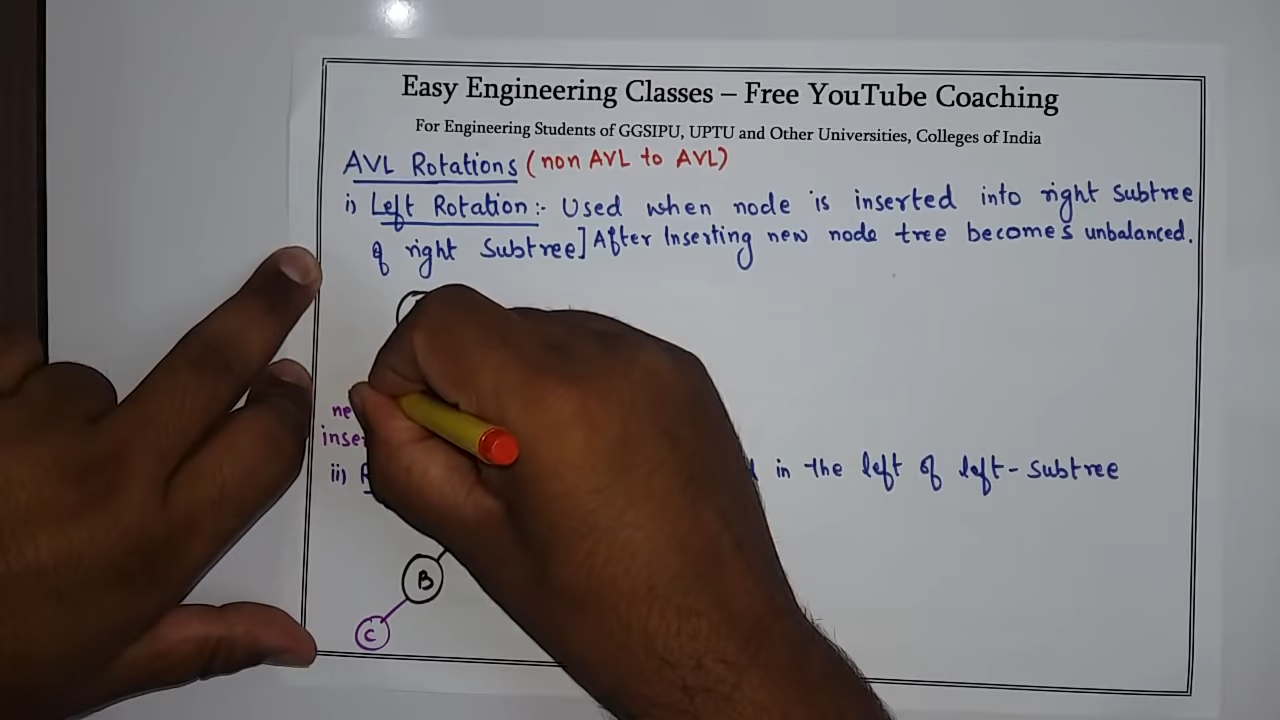 Easy Engineering Classes – Free YouTube Coaching
For Engineering Students of GGSIPU, UPTU and Other Universities, Colleges of India
AVL Rotations (non AVL to AVL)
i) Left Rotation:- Used when node is inserted into right subtree
of right Subtree] After Inserting new node tree becomes unbalanced.
ii) in the left of left-subtree
B
C